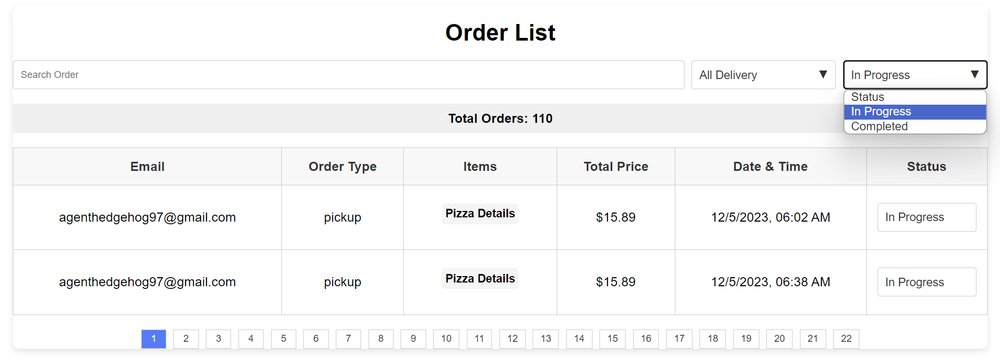 Order List
Search Order
All Delivery ▼
In Progress ▼
Status
In Progress
Completed
Total Orders: 110
Email Order Type Items Total Price Date & Time Status
agenthedgehog97@gmail.com pickup Pizza Details $15.89 12/5/2023, 06:02 AM In Progress
agenthedgehog97@gmail.com pickup Pizza Details $15.89 12/5/2023, 06:38 AM In Progress
1 2 3 4 5 6 7 8 9 10 11 12 13 14 15 16 17 18 19 20 21 22